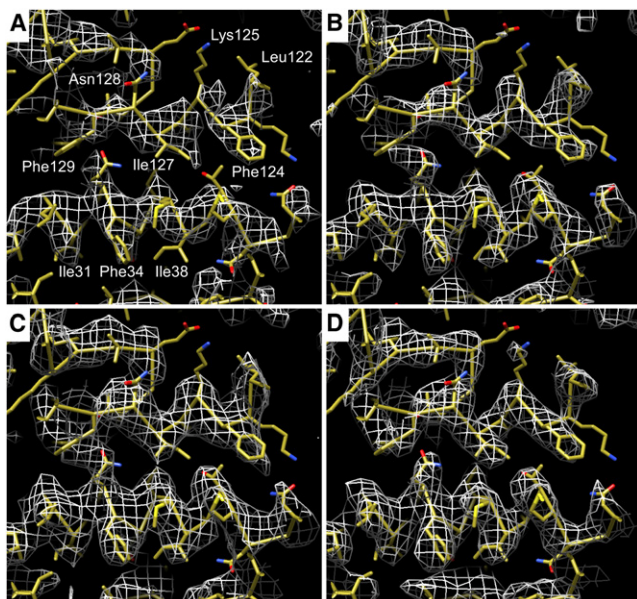 A
B
Lys125
Leu122
Asn128
Phe129
Ile127
Phe124
Ile31
Phe34
Ile38
C
D